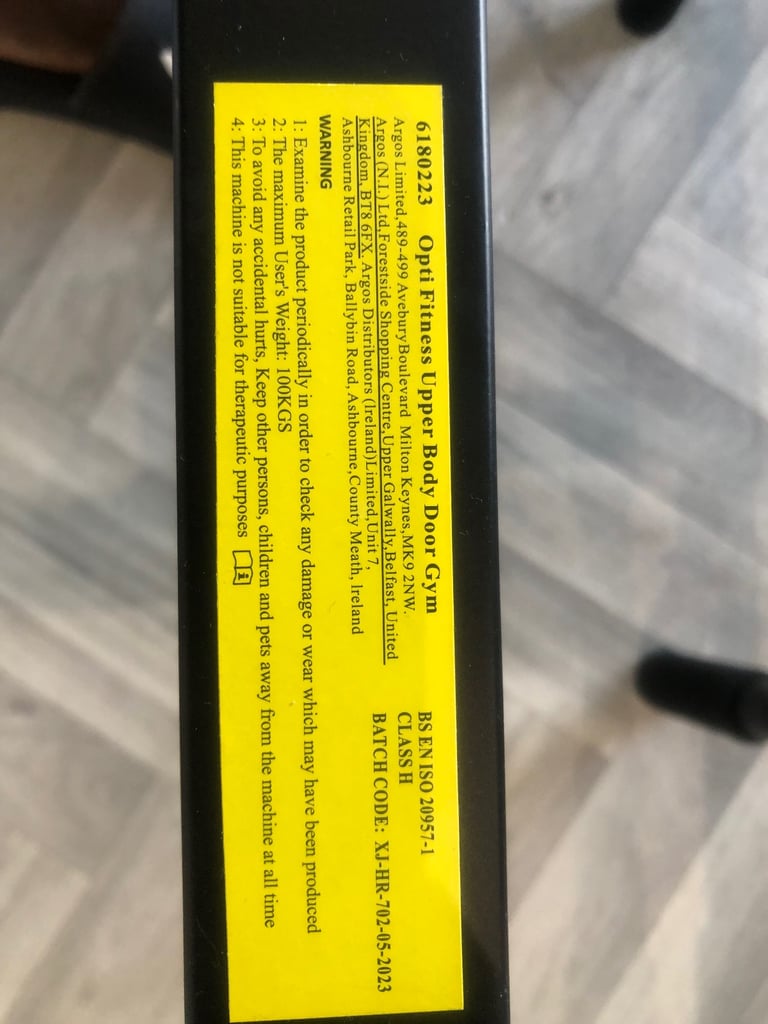 6180223 Opti Fitness Upper Body Door Gym
Argos Limited,489-499 Avebury Boulevard Milton Keynes,MK9 2NW.
Argos (N.I.) Ltd,Forestside Shopping Centre,Upper Galwally,Belfast, United
Kingdom, BT8 6FX. Argos Distributors (Ireland)Limited,Unit 7,
Ashbourne Retail Park, Ballybin Road, Ashbourne,County Meath, Ireland
BS EN ISO 20957-1
CLASS H
BATCH CODE: XJ-HR-702-05-2023
WARNING
1: Examine the product periodically in order to check any damage or wear which may have been produced
2: The maximum User's Weight: 100KGS
3: To avoid any accidental hurts, Keep other persons, children and pets away from the machine at all time
4: This machine is not suitable for therapeutic purposes